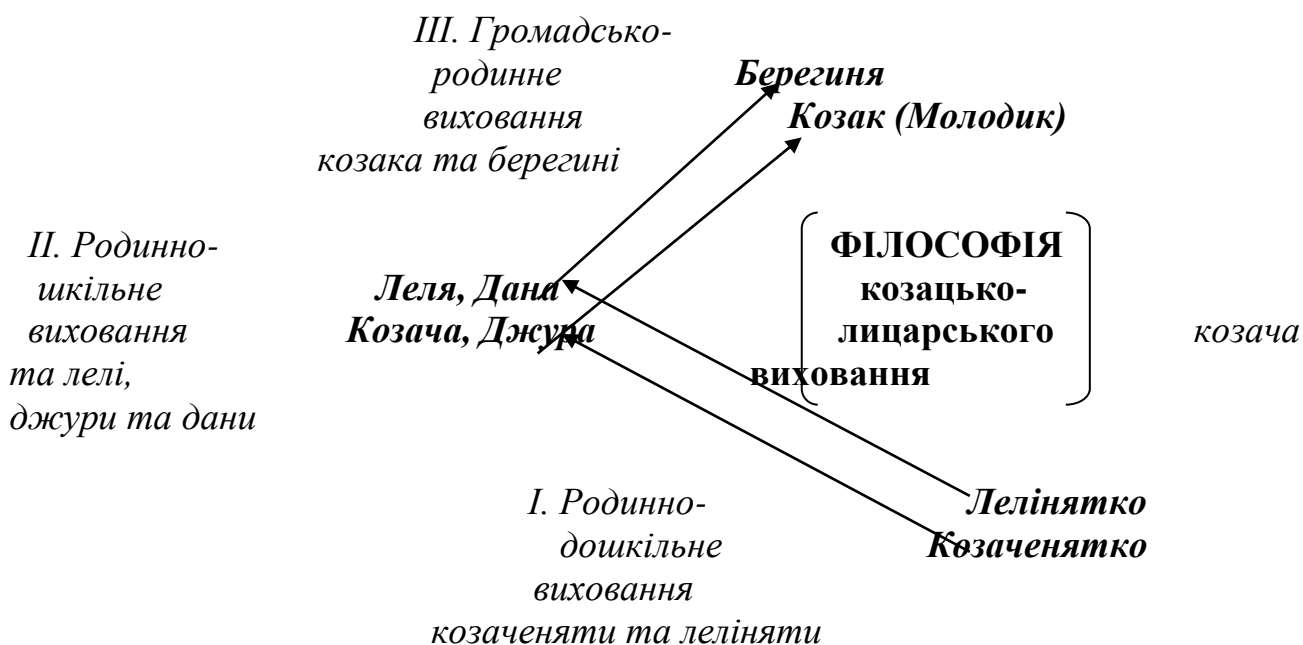 III. Громадсько-
родинне
виховання
козака та берегині
Берегиня
Козак (Молодик)
II. Родинно-
шкільне
виховання
та лелі,
джури та дани
Леля, Дана
Козача, Джура
ФІЛОСОФІЯ
козацько-
лицарського
виховання
козача
I. Родинно-
дошкільне
виховання
козаченяти та леліняти
Лелінятко
Козаченятко